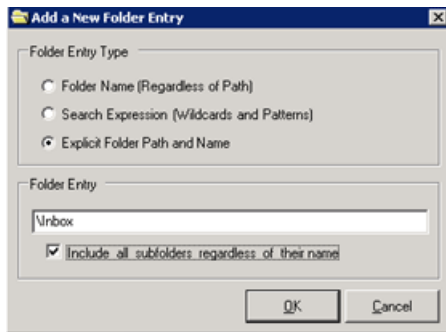 Add a New Folder Entry
Folder Entry Type
Folder Name (Regardless of Path)
Search Expression (Wildcards and Patterns)
Explicit Folder Path and Name
Folder Entry
\Inbox
Include all subfolders regardless of their name
OK
Cancel